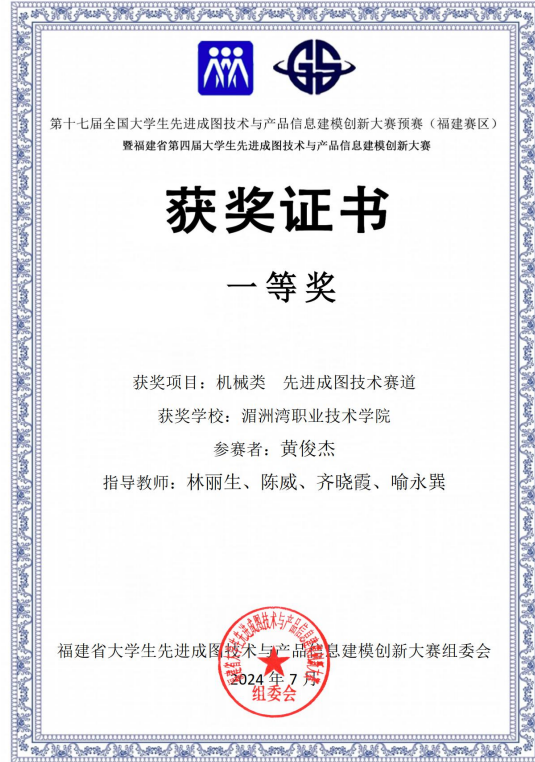 第十七届全国大学生先进成图技术与产品信息建模创新大赛预赛（福建赛区）
暨福建省第四届大学生先进成图技术与产品信息建模创新大赛
获奖证书
一等奖
获奖项目：机械类 先进成图技术赛道
获奖学校：湄洲湾职业技术学院
参赛者：黄俊杰
指导教师：林丽生、陈威、齐晓霞、喻永巽
福建省大学生先进成图技术与产品信息建模创新大赛组委会
2024 年 7 月
组委会